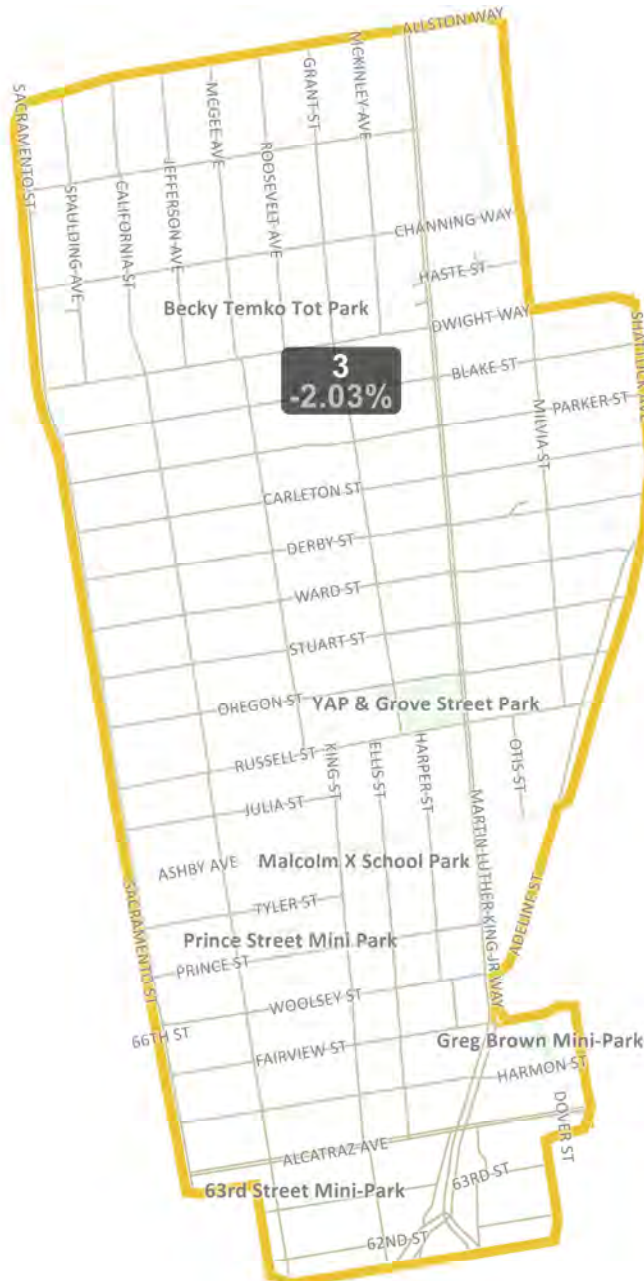 ALLSTON WAY
MCKINLEY AVE
GRANT ST
MCGEE AVE
ROOSEVELT AVE
SACRAMENTO ST
SPAULDING AVE
CALIFORNIA ST
JEFFERSON AVE
CHANNING WAY
HASTE ST
Becky Temko Tot Park
DWIGHT WAY
3
-2.03%
BLAKE ST
SHATTUCK AVE
PARKER ST
MILVIA ST
CARLETON ST
DERBY ST
WARD ST
STUART ST
OREGON ST
YAP & Grove Street Park
RUSSELL ST
KING ST
ELLIS ST
HARPER ST
OTIS ST
JULIA ST
MARTIN LUTHER KING JR WAY
ASHBY AVE
Malcolm X School Park
SACRAMENTO ST
TYLER ST
ADELINE ST
Prince Street Mini Park
PRINCE ST
WOOLSEY ST
66TH ST
Greg Brown Mini-Park
FAIRVIEW ST
HARMON ST
DOVER ST
ALCATRAZ AVE
63rd Street Mini-Park
63RD ST
62ND ST